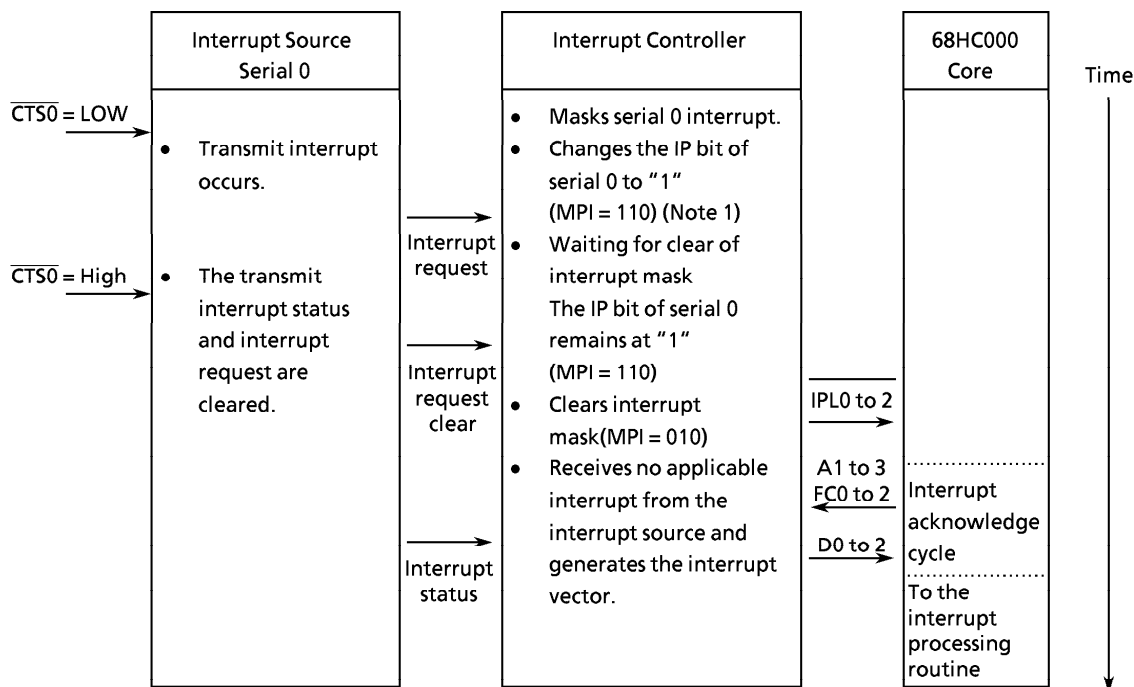 Interrupt Source
Serial 0
Interrupt Controller
68HC000
Core
Time
CTS0 = LOW
• Transmit interrupt
occurs.
CTS0 = High
• The transmit
interrupt status
and interrupt
request are
cleared.
Interrupt
request
Interrupt
request
clear
Interrupt
status
• Masks serial 0 interrupt.
• Changes the IP bit of
serial 0 to "1"
(MPI = 110) (Note 1)
• Waiting for clear of
interrupt mask
The IP bit of serial 0
remains at "1"
(MPI = 110)
• Clears interrupt
mask(MPI = 010)
• Receives no applicable
interrupt from the
interrupt source and
generates the interrupt
vector.
IPL0 to 2
A1 to 3
FC0 to 2
D0 to 2
Interrupt
acknowledge
cycle
To the
interrupt
processing
routine